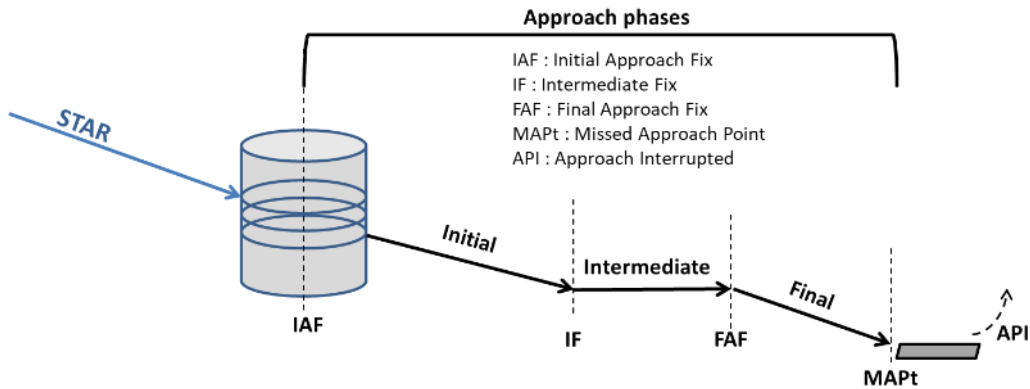 Approach phases
IAF : Initial Approach Fix
IF : Intermediate Fix
FAF : Final Approach Fix
MAPt : Missed Approach Point
API : Approach Interrupted
STAR
Initial
Intermediate
Final
IAF
IF
FAF
API
MAPt